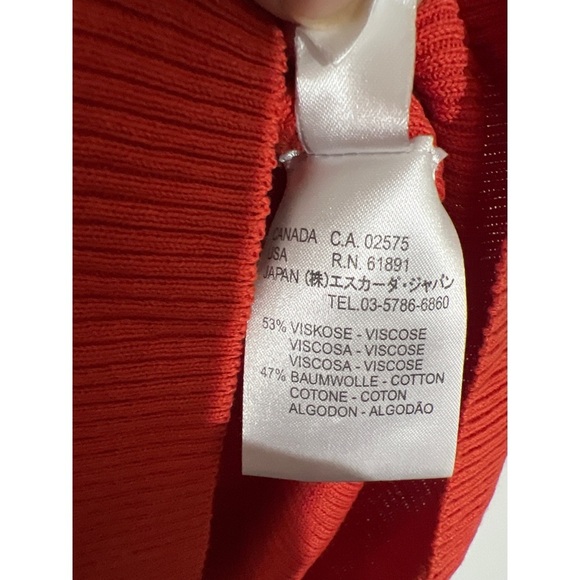 CANADA C.A. 02575
USA R.N. 61891
JAPAN (株)エスカーダ・ジャパン
TEL.03-5786-6860
53% VISKOSE - VISCOSE
VISCOSA - VISCOSE
VISCOSA - VISCOSE
47% BAUMWOLLE - COTTON
COTONE - COTON
ALGODON - ALGODÃO